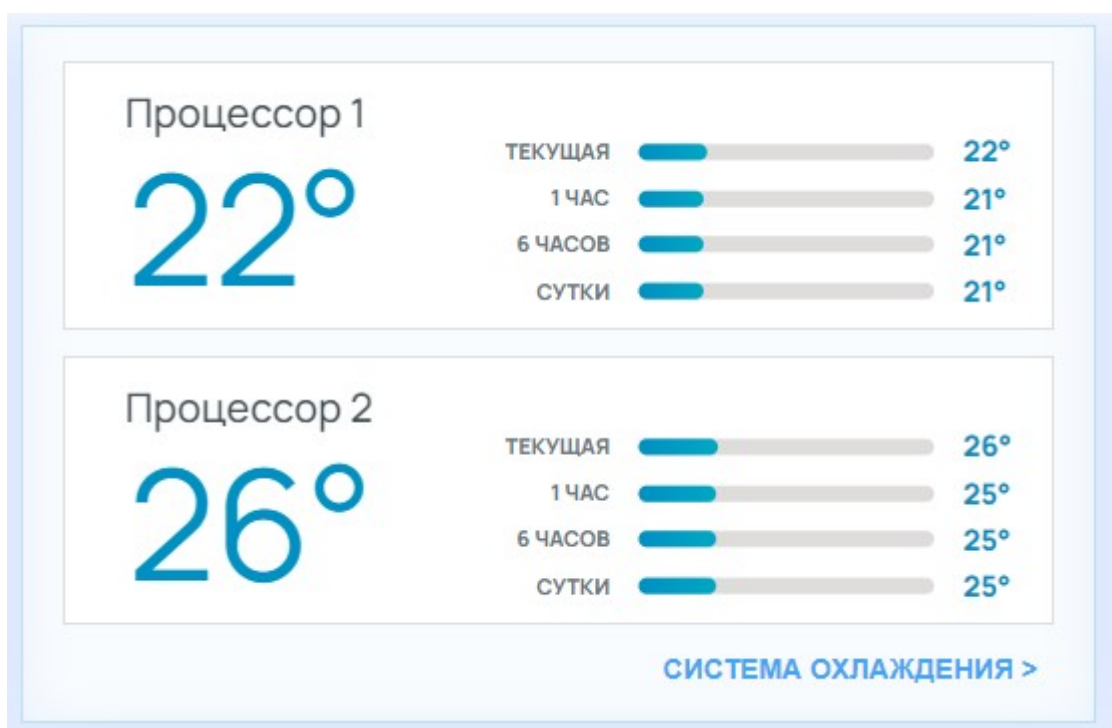 Процессор 1
22°
ТЕКУЩАЯ 22°
1 ЧАС 21°
6 ЧАСОВ 21°
СУТКИ 21°
Процессор 2
26°
ТЕКУЩАЯ 26°
1 ЧАС 25°
6 ЧАСОВ 25°
СУТКИ 25°
СИСТЕМА ОХЛАЖДЕНИЯ >